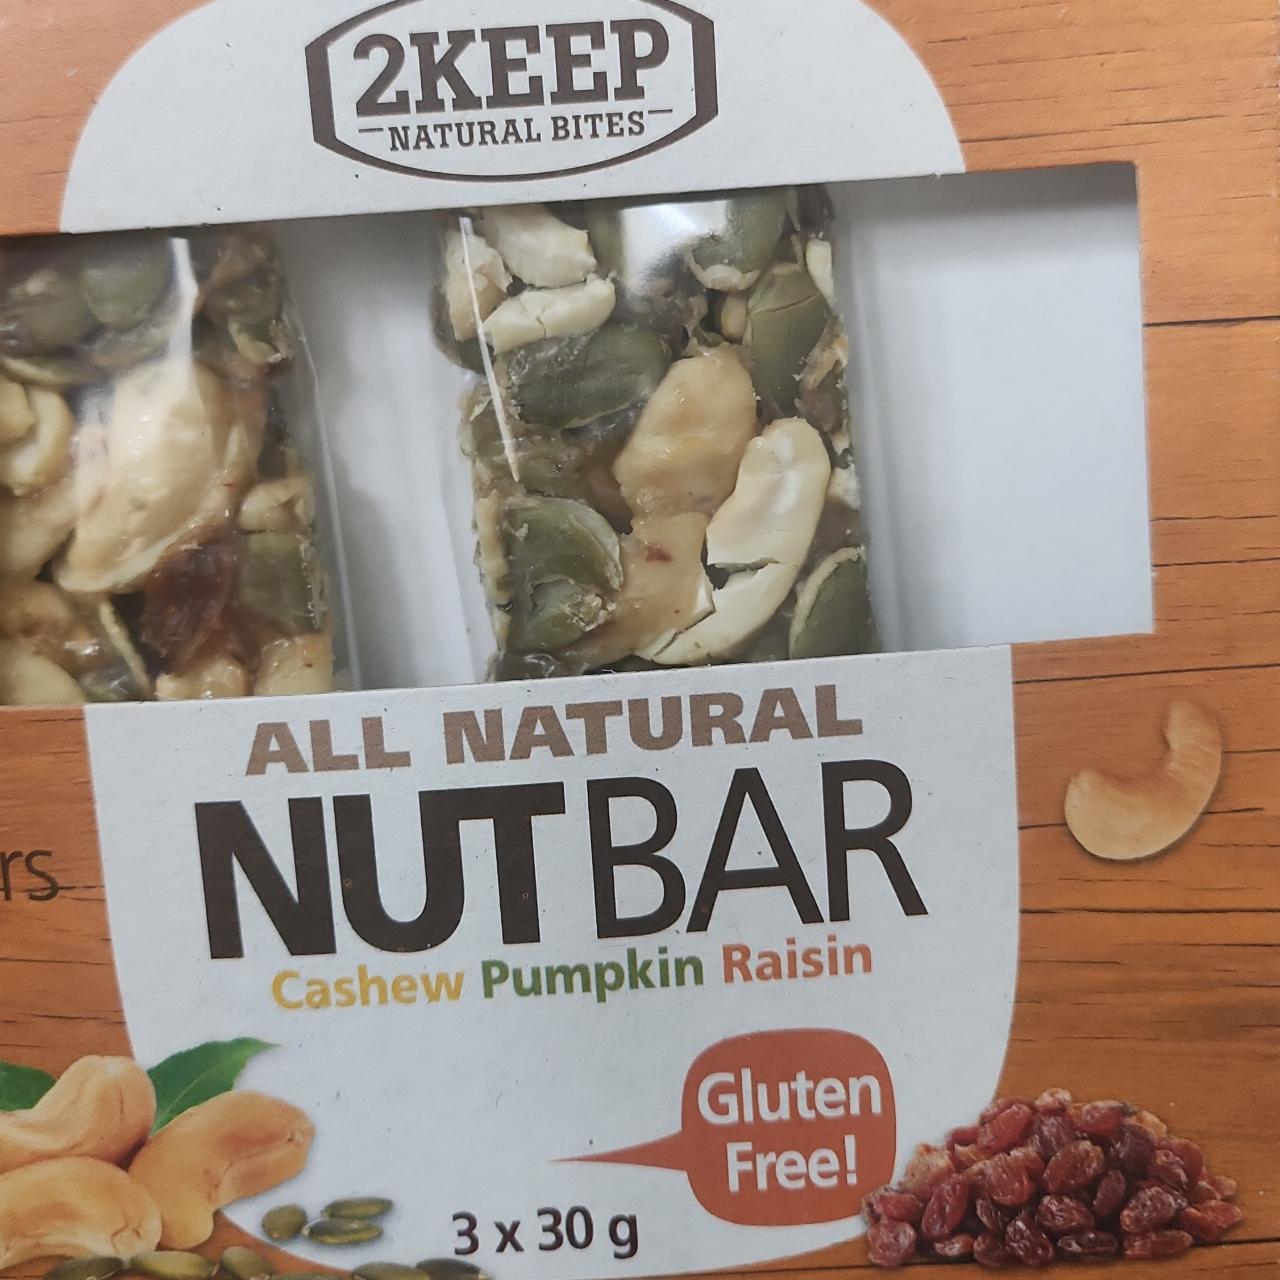 2KEEP
NATURAL BITES
ALL NATURAL
NUTBAR
Cashew Pumpkin Raisin
Gluten
Free!
3 x 30 g